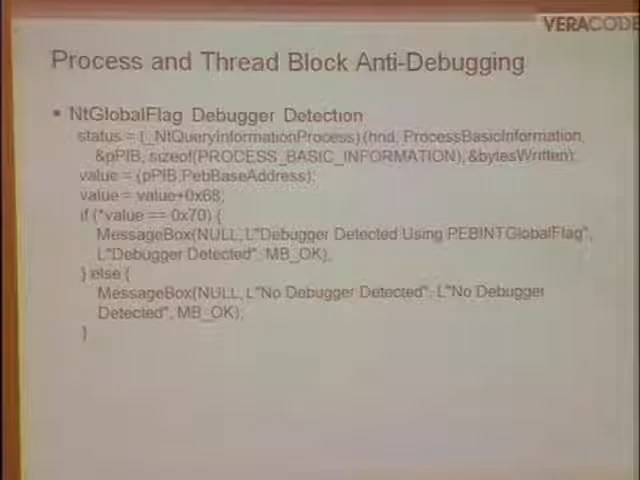 VERACODE
Process and Thread Block Anti-Debugging
▪ NtGlobalFlag Debugger Detection
status = (_NtQueryInformationProcess)(hnd, ProcessBasicInformation,
&pPIB, sizeof(PROCESS_BASIC_INFORMATION), &bytesWritten);
value = (pPIB.PebBaseAddress);
value = value+0x68;
if (*value == 0x70) {
MessageBox(NULL, L"Debugger Detected Using PEB!NTGlobalFlag",
L"Debugger Detected", MB_OK);
} else {
MessageBox(NULL, L"No Debugger Detected", L"No Debugger
Detected", MB_OK);
}